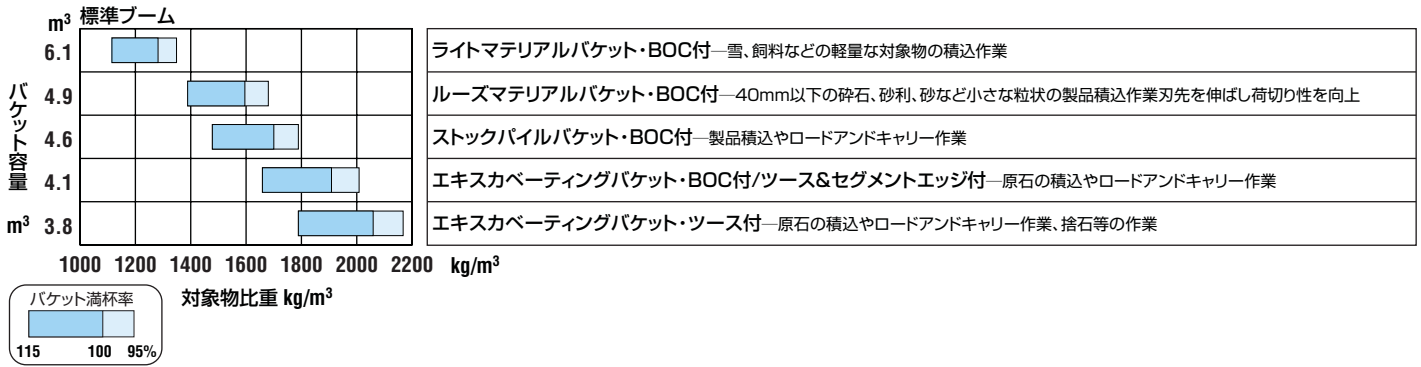 m³ 標準ブーム
6.1 ライトマテリアルバケット・BOC付―雪、飼料などの軽量な対象物の積込作業
4.9 ルーズマテリアルバケット・BOC付―40mm以下の砕石、砂利、砂など小さな粒状の製品積込作業刃先を伸ばし荷切り性を向上
4.6 ストックパイルバケット・BOC付―製品積込やロードアンドキャリー作業
4.1 エキスカベーティングバケット・BOC付/ツース&セグメントエッジ付―原石の積込やロードアンドキャリー作業
m³ 3.8 エキスカベーティングバケット・ツース付―原石の積込やロードアンドキャリー作業、捨石等の作業
バケット容量
1000 1200 1400 1600 1800 2000 2200 kg/m³
対象物比重 kg/m³
バケット満杯率
115 100 95%